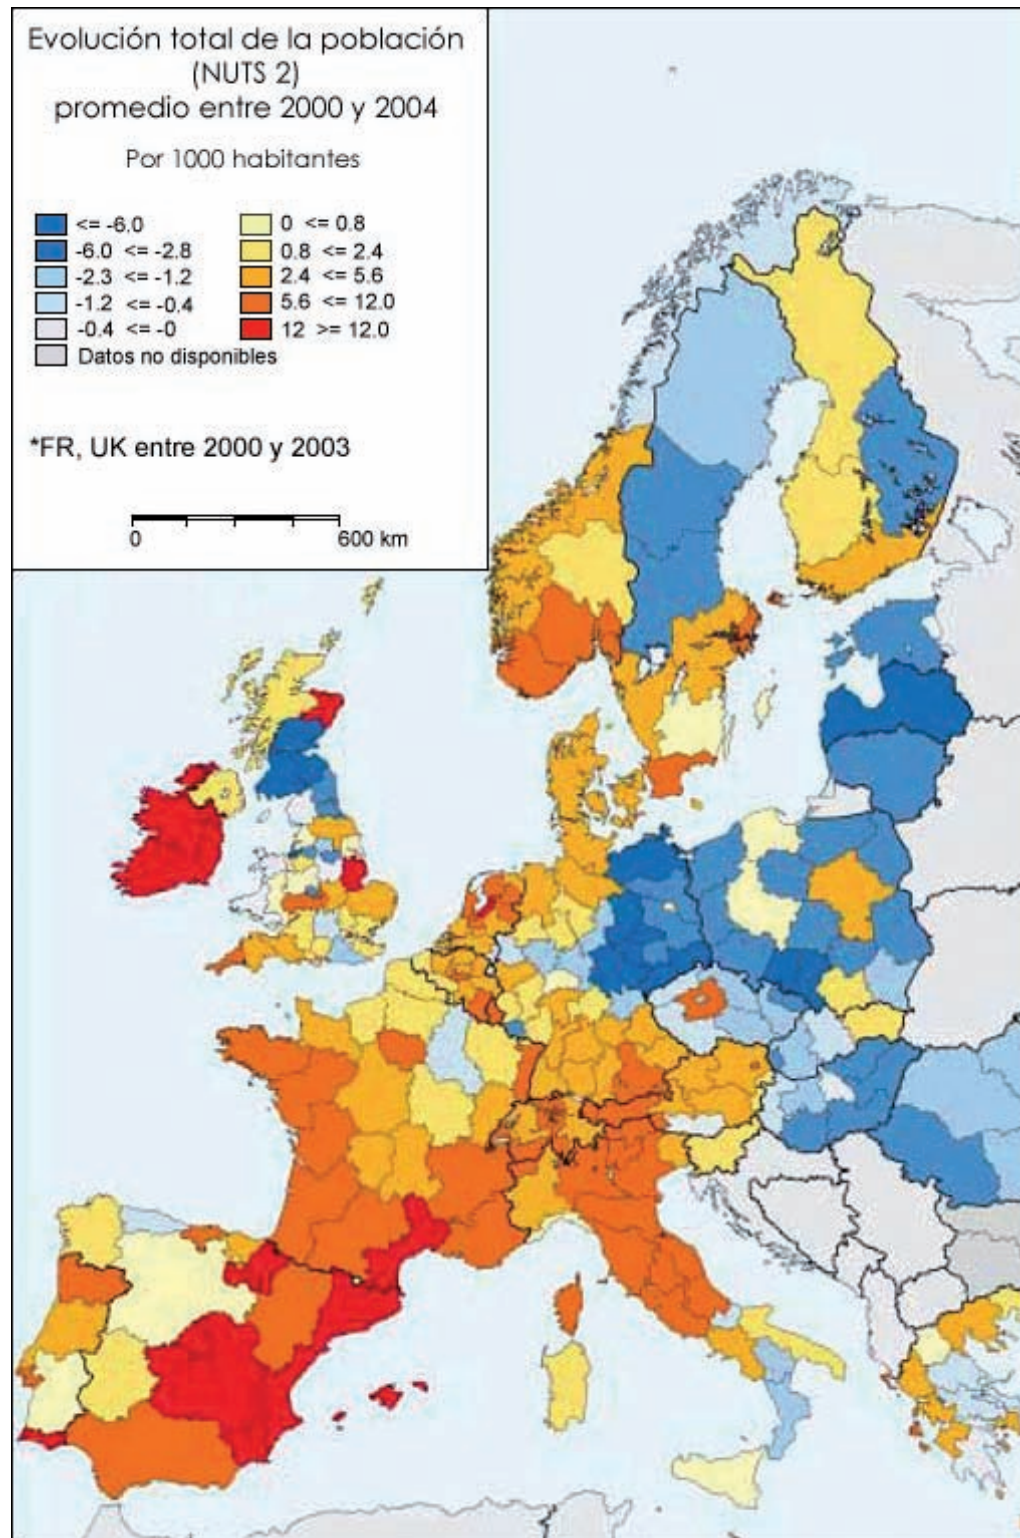 Evolución total de la población
(NUTS 2)
promedio entre 2000 y 2004
Por 1000 habitantes
<= -6.0
-6.0 <= -2.8
-2.3 <= -1.2
-1.2 <= -0.4
-0.4 <= -0
Datos no disponibles
0 <= 0.8
0.8 <= 2.4
2.4 <= 5.6
5.6 <= 12.0
12 >= 12.0
*FR, UK entre 2000 y 2003
0 600 km